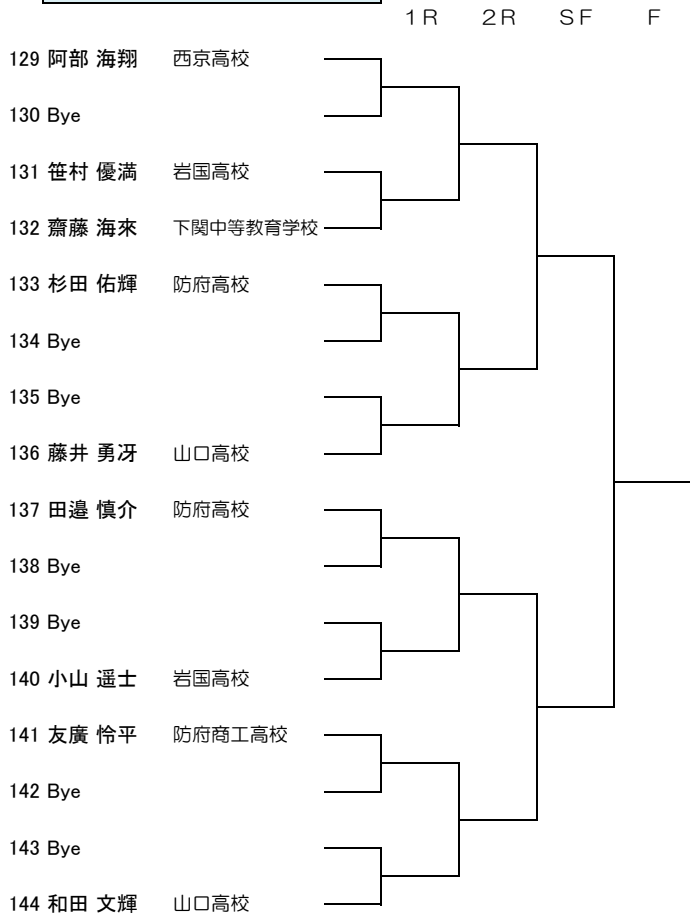 1R 2R SF F
129 阿部 海翔 西京高校
130 Bye
131 笹村 優満 岩国高校
132 齋藤 海來 下関中等教育学校
133 杉田 佑輝 防府高校
134 Bye
135 Bye
136 藤井 勇冴 山口高校
137 田邉 慎介 防府高校
138 Bye
139 Bye
140 小山 遥士 岩国高校
141 友廣 怜平 防府商工高校
142 Bye
143 Bye
144 和田 文輝 山口高校